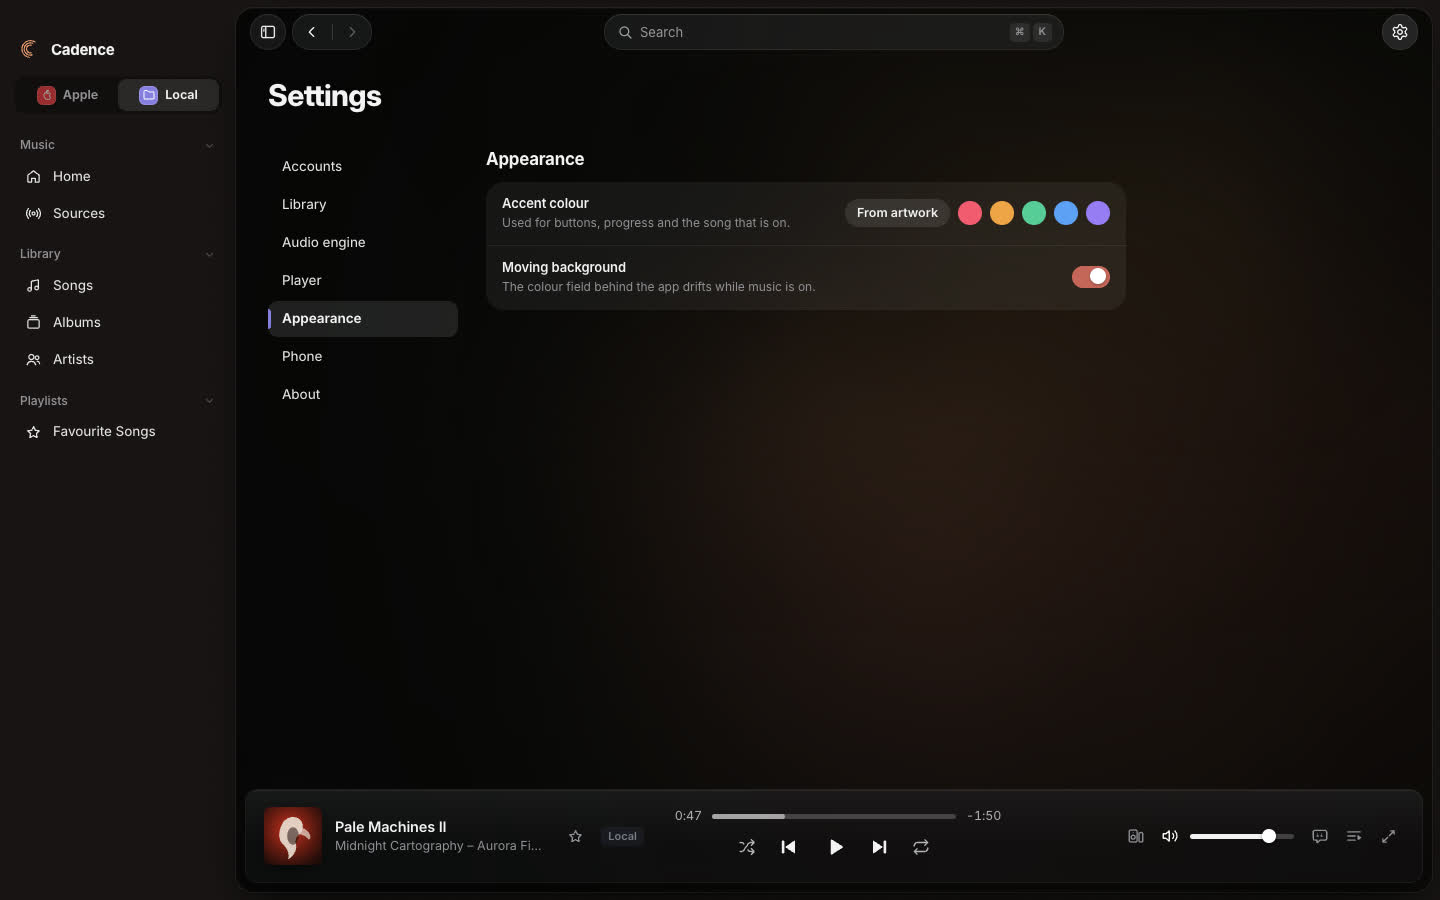 Cadence
Apple
Local
Music
Home
Sources
Library
Songs
Albums
Artists
Playlists
Favourite Songs
Search
⌘ K
Settings
Accounts
Library
Audio engine
Player
Appearance
Phone
About
Appearance
Accent colour
Used for buttons, progress and the song that is on.
From artwork
Moving background
The colour field behind the app drifts while music is on.
Pale Machines II
Midnight Cartography – Aurora Fi...
Local
0:47
-1:50